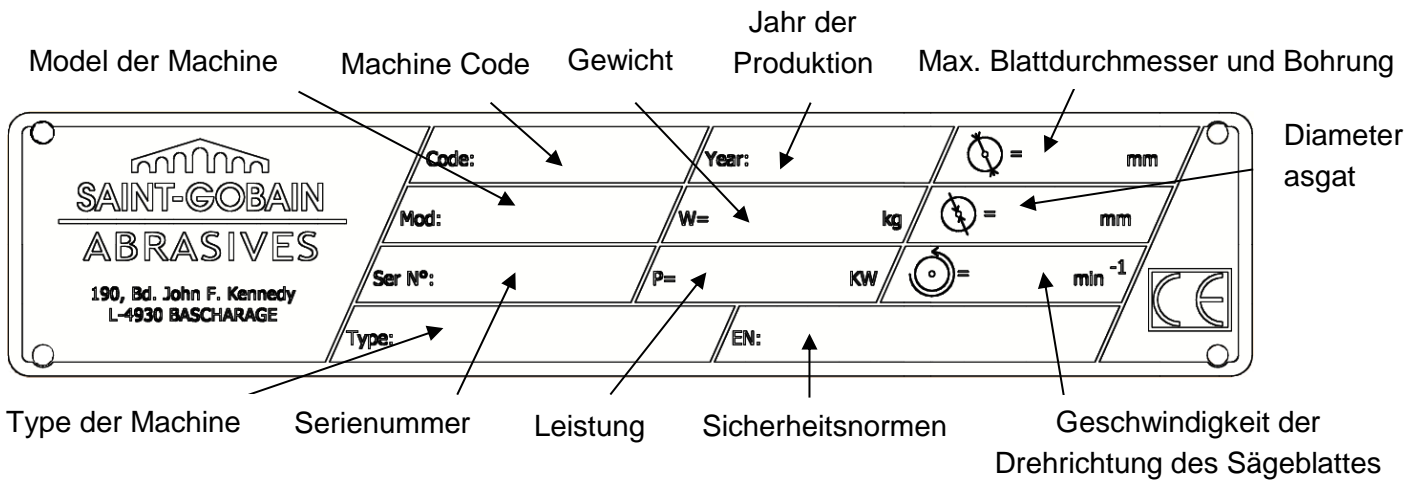 Jahr der
Produktion
Model der Machine
Machine Code
Gewicht
Max. Blattdurchmesser und Bohrung
Diameter
asgat
SAINT-GOBAIN
ABRASIVES
190, Bd. John F. Kennedy
L-4930 BASCHARAGE
Code:
Year:
= mm
Mod:
W= kg
= mm
Ser N°:
P= KW
= min -1
Type:
EN:
CE
Type der Machine
Serienummer
Leistung
Sicherheitsnormen
Geschwindigkeit der
Drehrichtung des Sägeblattes